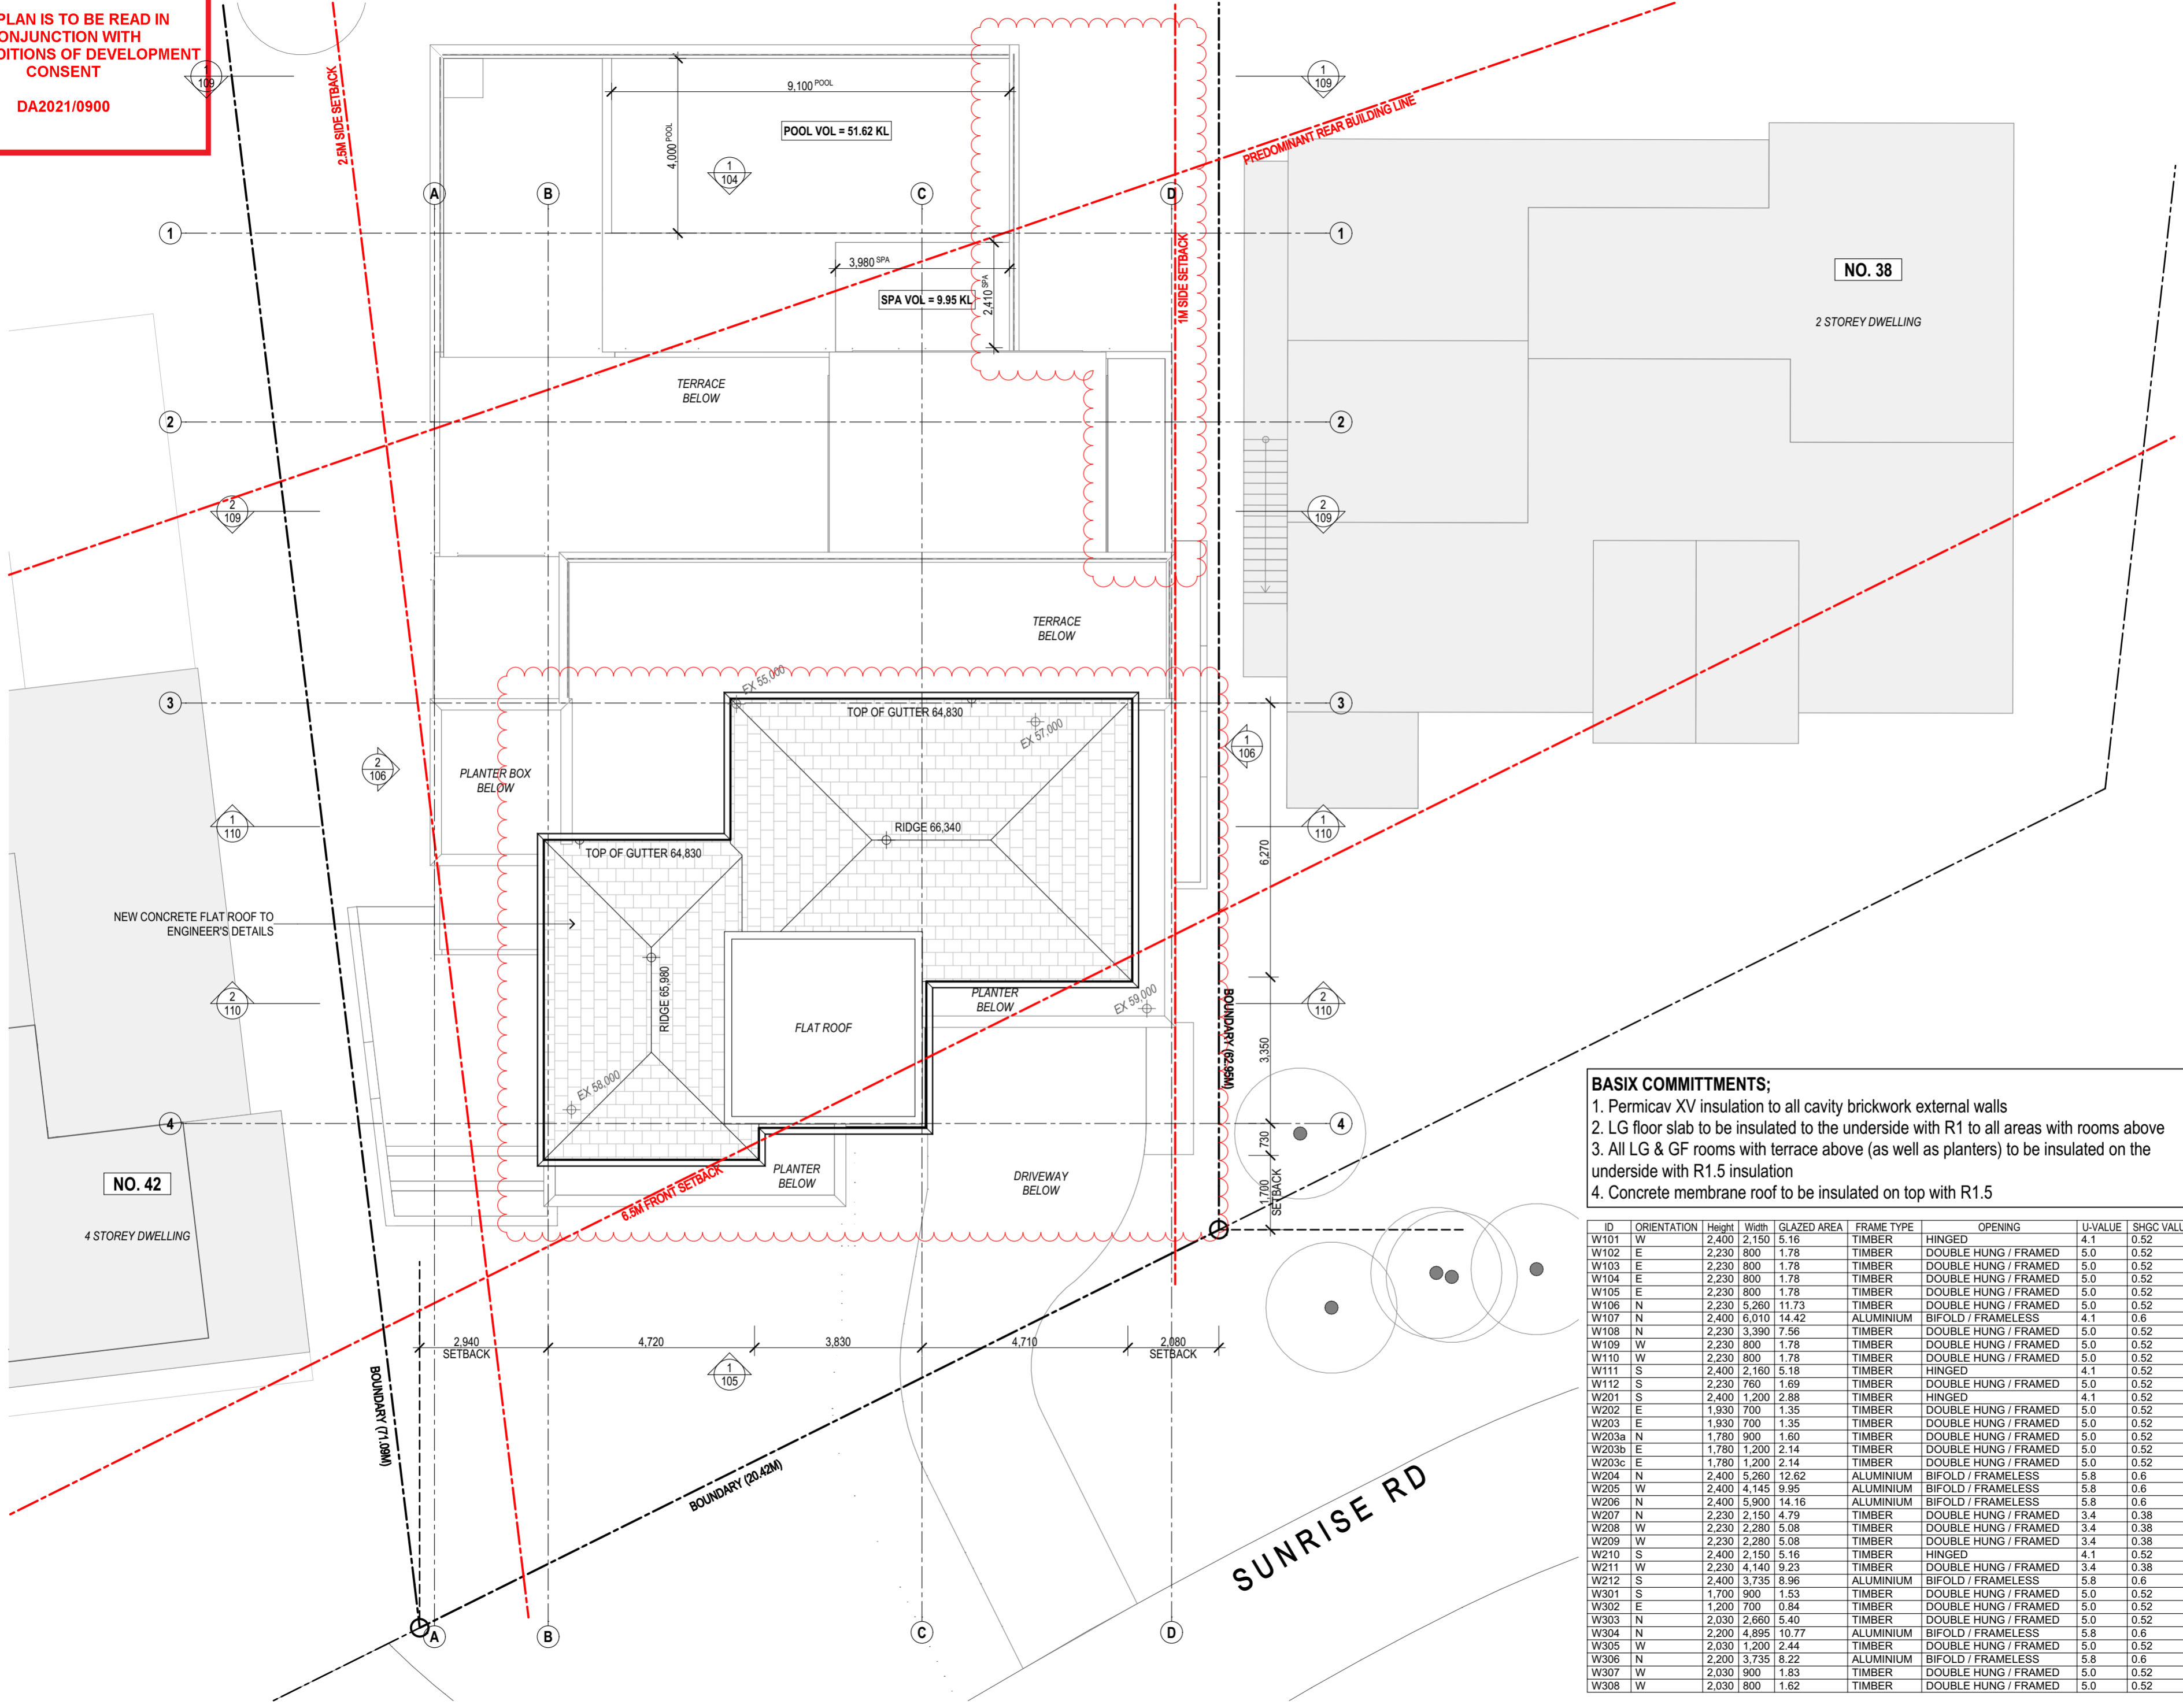 PLAN IS TO BE READ IN
ONJUNCTION WITH
DITIONS OF DEVELOPMENT
CONSENT
DA2021/0900
1
109
2.5M SIDE SETBACK
9,100 POOL
POOL VOL = 51.62 KL
4,000 POOL
1
104
1
109
PREDOMINANT REAR BUILDING LINE
A
B
C
D
1
1
3,980 SPA
SPA VOL = 9.95 KL
2,410 SPA
1M SIDE SETBACK
NO. 38
2 STOREY DWELLING
TERRACE
BELOW
2
2
2
109
2
109
TERRACE
BELOW
EX 55,000
3
TOP OF GUTTER 64,830
3
EX 57,000
2
106
PLANTER BOX
BELOW
1
106
1
110
RIDGE 66,340
1
110
TOP OF GUTTER 64,830
6,270
NEW CONCRETE FLAT ROOF TO
ENGINEER'S DETAILS
RIDGE 65,980
2
110
PLANTER
BELOW
EX 59,000
2
110
FLAT ROOF
BOUNDARY (62.95M)
3,350
EX 58,000
4
4
730
NO. 42
4 STOREY DWELLING
6.5M FRONT SETBACK
PLANTER
BELOW
DRIVEWAY
BELOW
1,700
SETBACK
2,940
SETBACK
4,720
3,830
4,710
2,080
SETBACK
1
105
BOUNDARY (71.09M)
BOUNDARY (20.42M)
SUNRISE RD
A
B
C
D
BASIX COMMITTMENTS;
1. Permicav XV insulation to all cavity brickwork external walls
2. LG floor slab to be insulated to the underside with R1 to all areas with rooms above
3. All LG & GF rooms with terrace above (as well as planters) to be insulated on the
underside with R1.5 insulation
4. Concrete membrane roof to be insulated on top with R1.5
ID ORIENTATION Height Width GLAZED AREA FRAME TYPE OPENING U-VALUE SHGC VALU
W101 W 2,400 2,150 5.16 TIMBER HINGED 4.1 0.52
W102 E 2,230 800 1.78 TIMBER DOUBLE HUNG / FRAMED 5.0 0.52
W103 E 2,230 800 1.78 TIMBER DOUBLE HUNG / FRAMED 5.0 0.52
W104 E 2,230 800 1.78 TIMBER DOUBLE HUNG / FRAMED 5.0 0.52
W105 E 2,230 800 1.78 TIMBER DOUBLE HUNG / FRAMED 5.0 0.52
W106 N 2,230 5,260 11.73 TIMBER DOUBLE HUNG / FRAMED 5.0 0.52
W107 N 2,400 6,010 14.42 ALUMINIUM BIFOLD / FRAMELESS 4.1 0.6
W108 N 2,230 3,390 7.56 TIMBER DOUBLE HUNG / FRAMED 5.0 0.52
W109 W 2,230 800 1.78 TIMBER DOUBLE HUNG / FRAMED 5.0 0.52
W110 W 2,230 800 1.78 TIMBER DOUBLE HUNG / FRAMED 5.0 0.52
W111 S 2,400 2,160 5.18 TIMBER HINGED 4.1 0.52
W112 S 2,230 760 1.69 TIMBER DOUBLE HUNG / FRAMED 5.0 0.52
W201 S 2,400 1,200 2.88 TIMBER HINGED 4.1 0.52
W202 E 1,930 700 1.35 TIMBER DOUBLE HUNG / FRAMED 5.0 0.52
W203 E 1,930 700 1.35 TIMBER DOUBLE HUNG / FRAMED 5.0 0.52
W203a N 1,780 900 1.60 TIMBER DOUBLE HUNG / FRAMED 5.0 0.52
W203b E 1,780 1,200 2.14 TIMBER DOUBLE HUNG / FRAMED 5.0 0.52
W203c E 1,780 1,200 2.14 TIMBER DOUBLE HUNG / FRAMED 5.0 0.52
W204 N 2,400 5,260 12.62 ALUMINIUM BIFOLD / FRAMELESS 5.8 0.6
W205 W 2,400 4,145 9.95 ALUMINIUM BIFOLD / FRAMELESS 5.8 0.6
W206 N 2,400 5,900 14.16 ALUMINIUM BIFOLD / FRAMELESS 5.8 0.6
W207 N 2,230 2,150 4.79 TIMBER DOUBLE HUNG / FRAMED 3.4 0.38
W208 W 2,230 2,280 5.08 TIMBER DOUBLE HUNG / FRAMED 3.4 0.38
W209 W 2,230 2,280 5.08 TIMBER DOUBLE HUNG / FRAMED 3.4 0.38
W210 S 2,400 2,150 5.16 TIMBER HINGED 4.1 0.52
W211 W 2,230 4,140 9.23 TIMBER DOUBLE HUNG / FRAMED 3.4 0.38
W212 S 2,400 3,735 8.96 ALUMINIUM BIFOLD / FRAMELESS 5.8 0.6
W301 S 1,700 900 1.53 TIMBER DOUBLE HUNG / FRAMED 5.0 0.52
W302 E 1,200 700 0.84 TIMBER DOUBLE HUNG / FRAMED 5.0 0.52
W303 N 2,030 2,660 5.40 TIMBER DOUBLE HUNG / FRAMED 5.0 0.52
W304 N 2,200 4,895 10.77 ALUMINIUM BIFOLD / FRAMELESS 5.8 0.6
W305 W 2,030 1,200 2.44 TIMBER DOUBLE HUNG / FRAMED 5.0 0.52
W306 N 2,200 3,735 8.22 ALUMINIUM BIFOLD / FRAMELESS 5.8 0.6
W307 W 2,030 900 1.83 TIMBER DOUBLE HUNG / FRAMED 5.0 0.52
W308 W 2,030 800 1.62 TIMBER DOUBLE HUNG / FRAMED 5.0 0.52